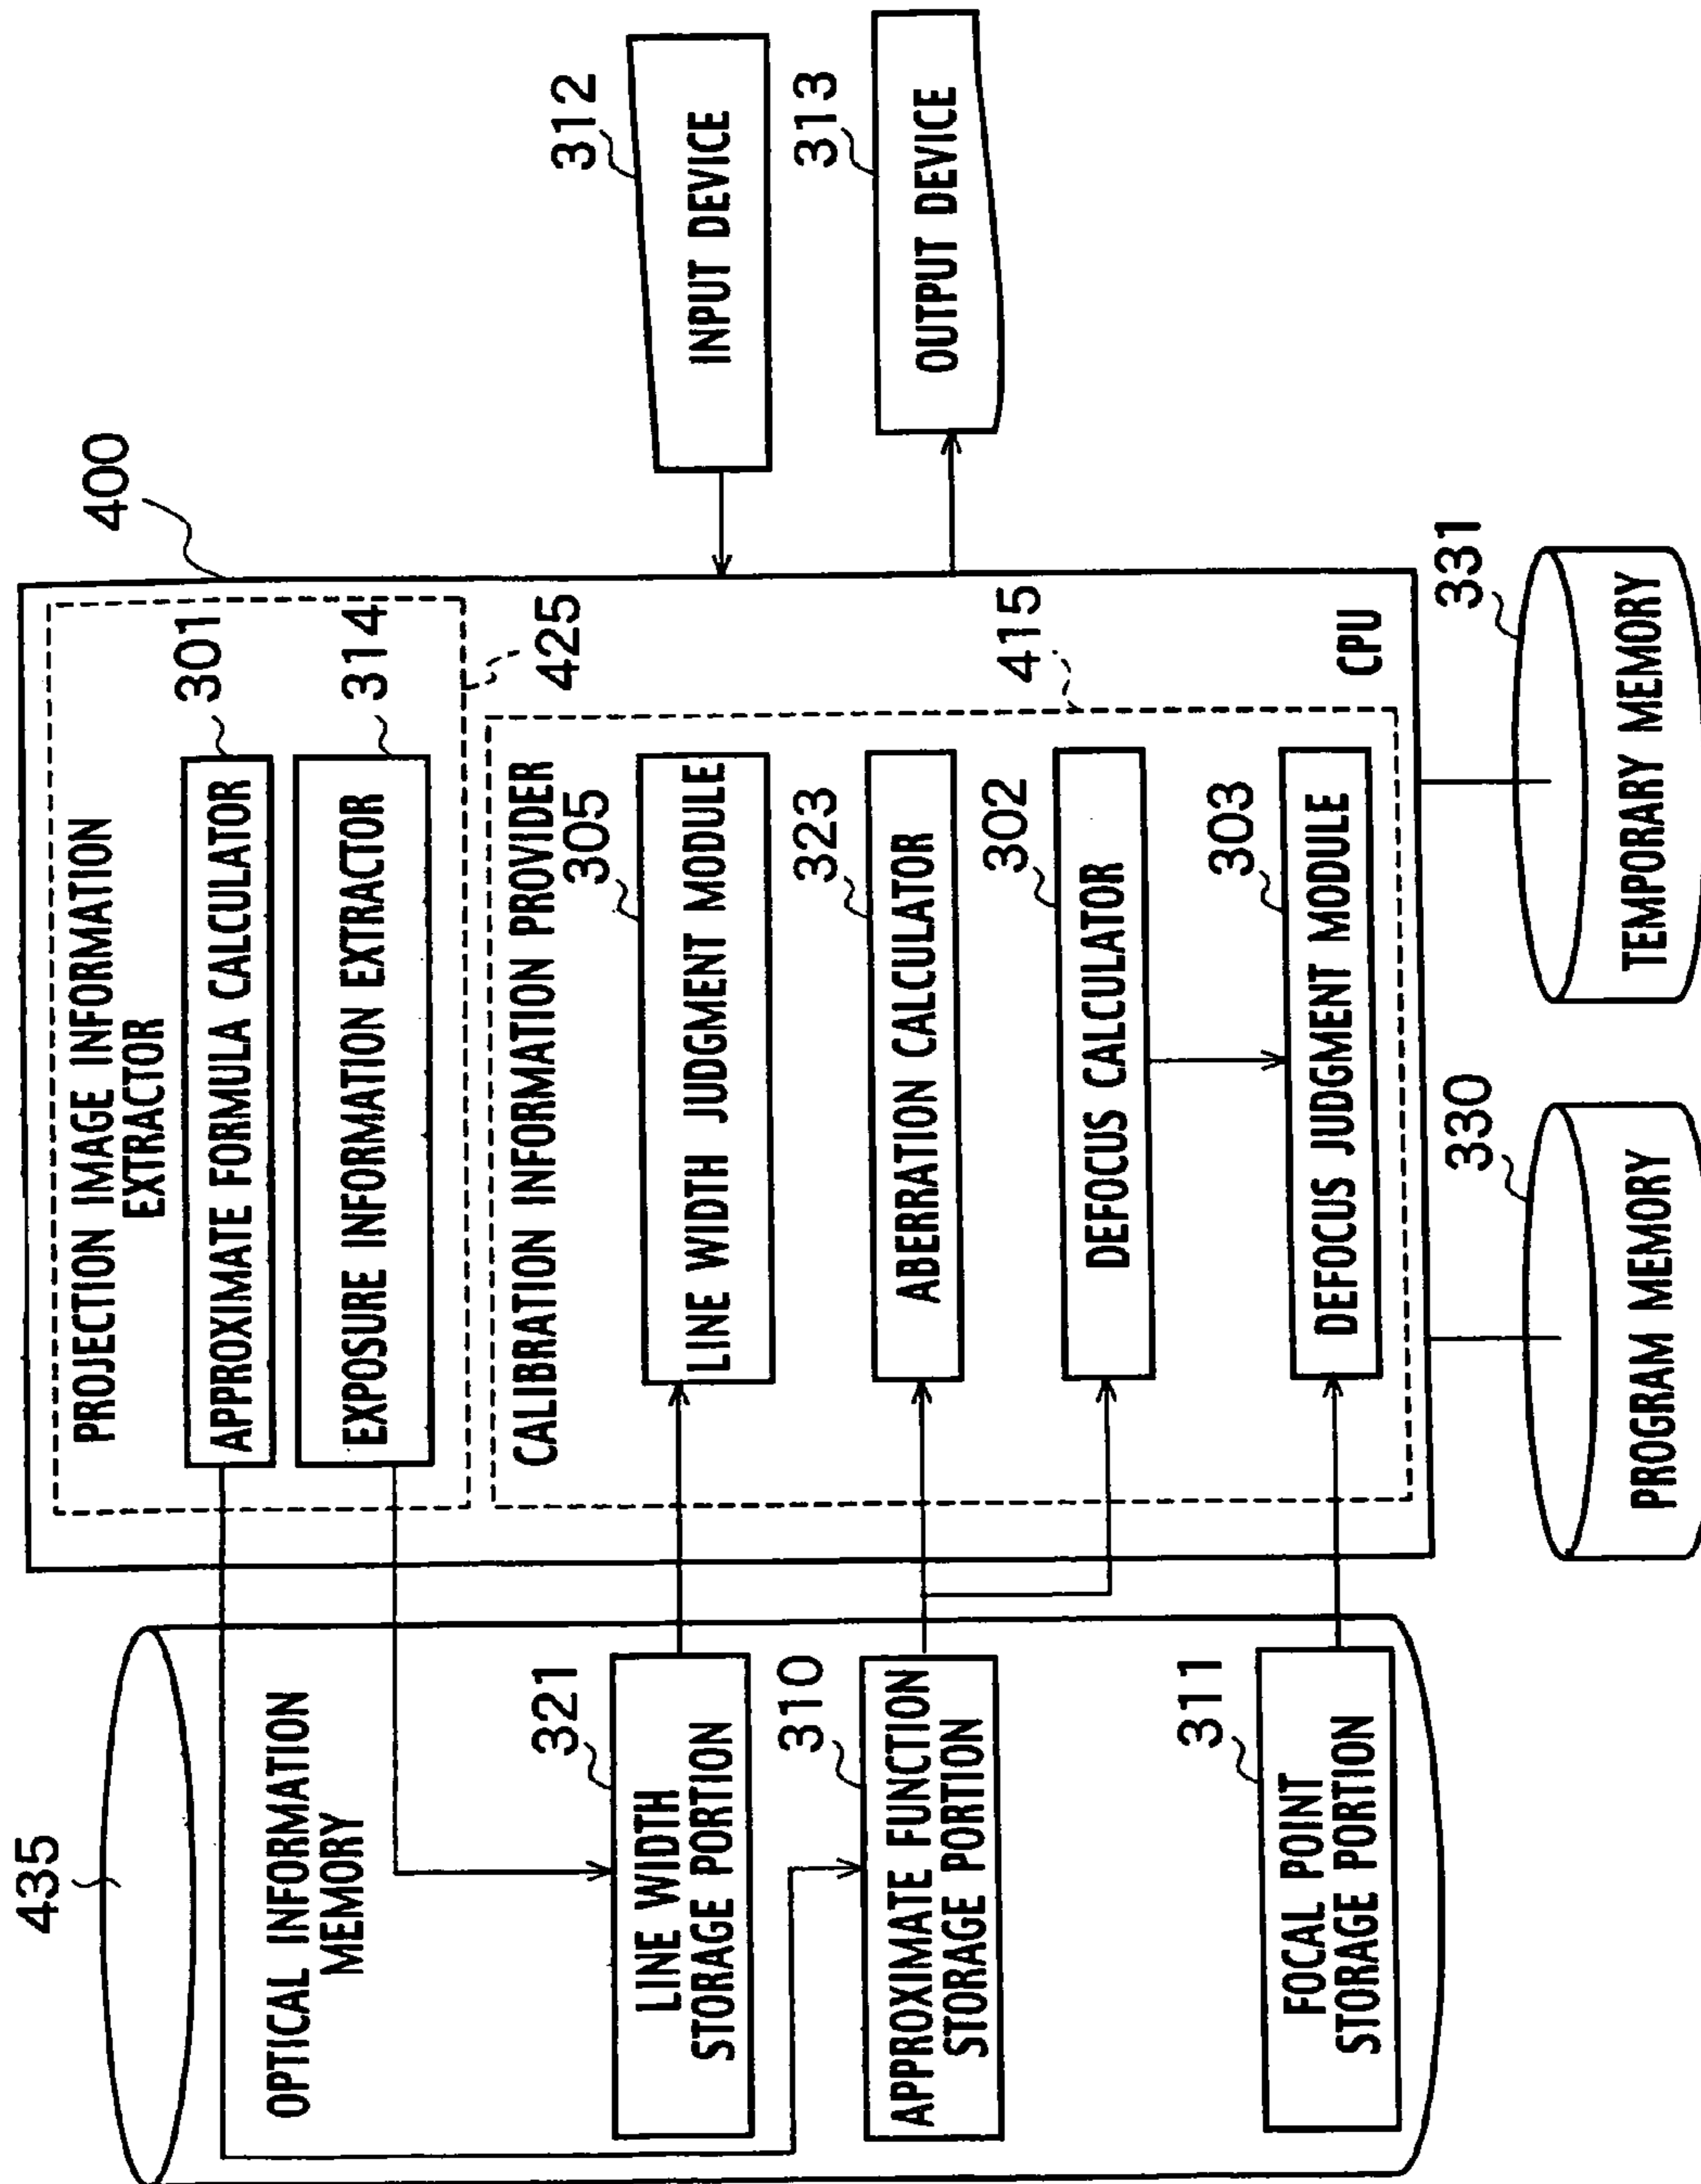 435
OPTICAL INFORMATION
MEMORY
321
LINE WIDTH
STORAGE PORTION
310
APPROXIMATE FUNCTION
STORAGE PORTION
311
FOCAL POINT
STORAGE PORTION
400
PROJECTION IMAGE INFORMATION
EXTRACTOR
301
APPROXIMATE FORMULA CALCULATOR
314
EXPOSURE INFORMATION EXTRACTOR
425
CALIBRATION INFORMATION PROVIDER
305
LINE WIDTH JUDGMENT MODULE
323
ABERRATION CALCULATOR
302
DEFOCUS CALCULATOR
303
DEFOCUS JUDGMENT MODULE
415
CPU
312
INPUT DEVICE
313
OUTPUT DEVICE
330
PROGRAM MEMORY
331
TEMPORARY MEMORY